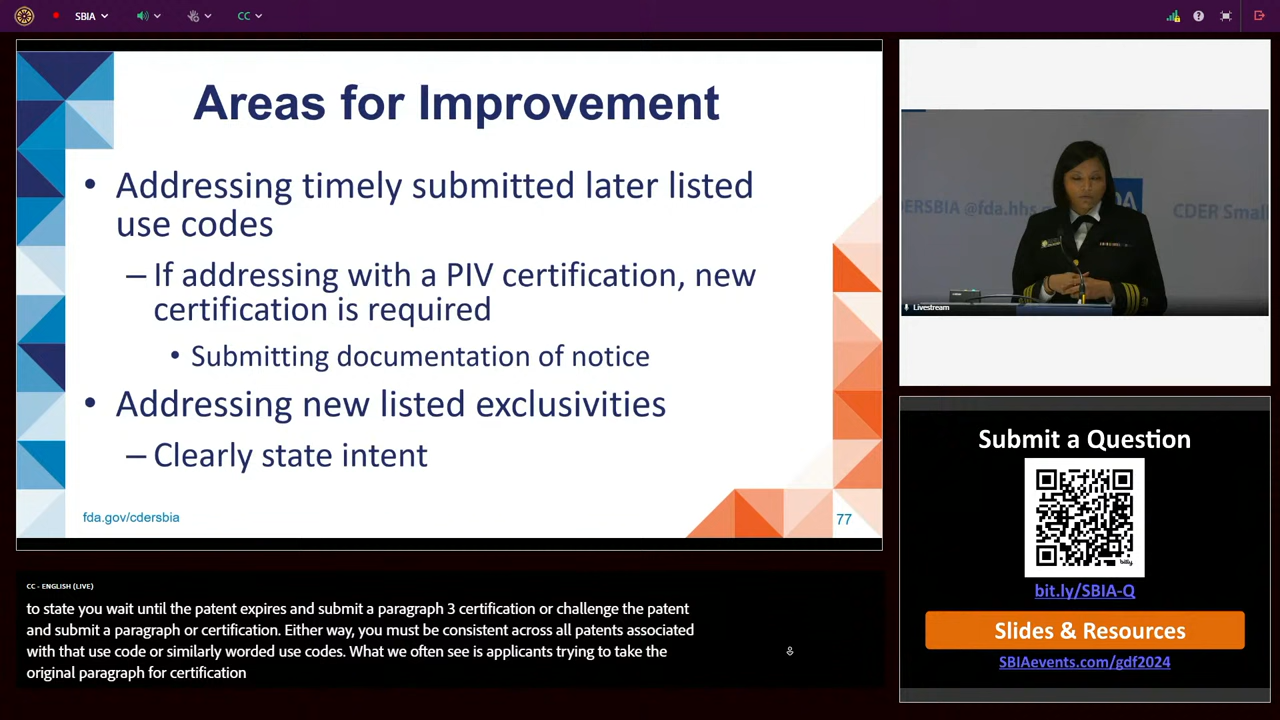 SBIA
CC
Areas for Improvement
• Addressing timely submitted later listed
use codes
– If addressing with a PIV certification, new
certification is required
• Submitting documentation of notice
• Addressing new listed exclusivities
– Clearly state intent
fda.gov/cdersbia
77
DERSBIA @fda.hhs.
DA
CDER Small
Livestream
Submit a Question
bitly
bit.ly/SBIA-Q
Slides & Resources
SBIAevents.com/gdf2024
CC - ENGLISH (LIVE)
to state you wait until the patent expires and submit a paragraph 3 certification or challenge the patent
and submit a paragraph or certification. Either way, you must be consistent across all patents associated
with that use code or similarly worded use codes. What we often see is applicants trying to take the
original paragraph for certification